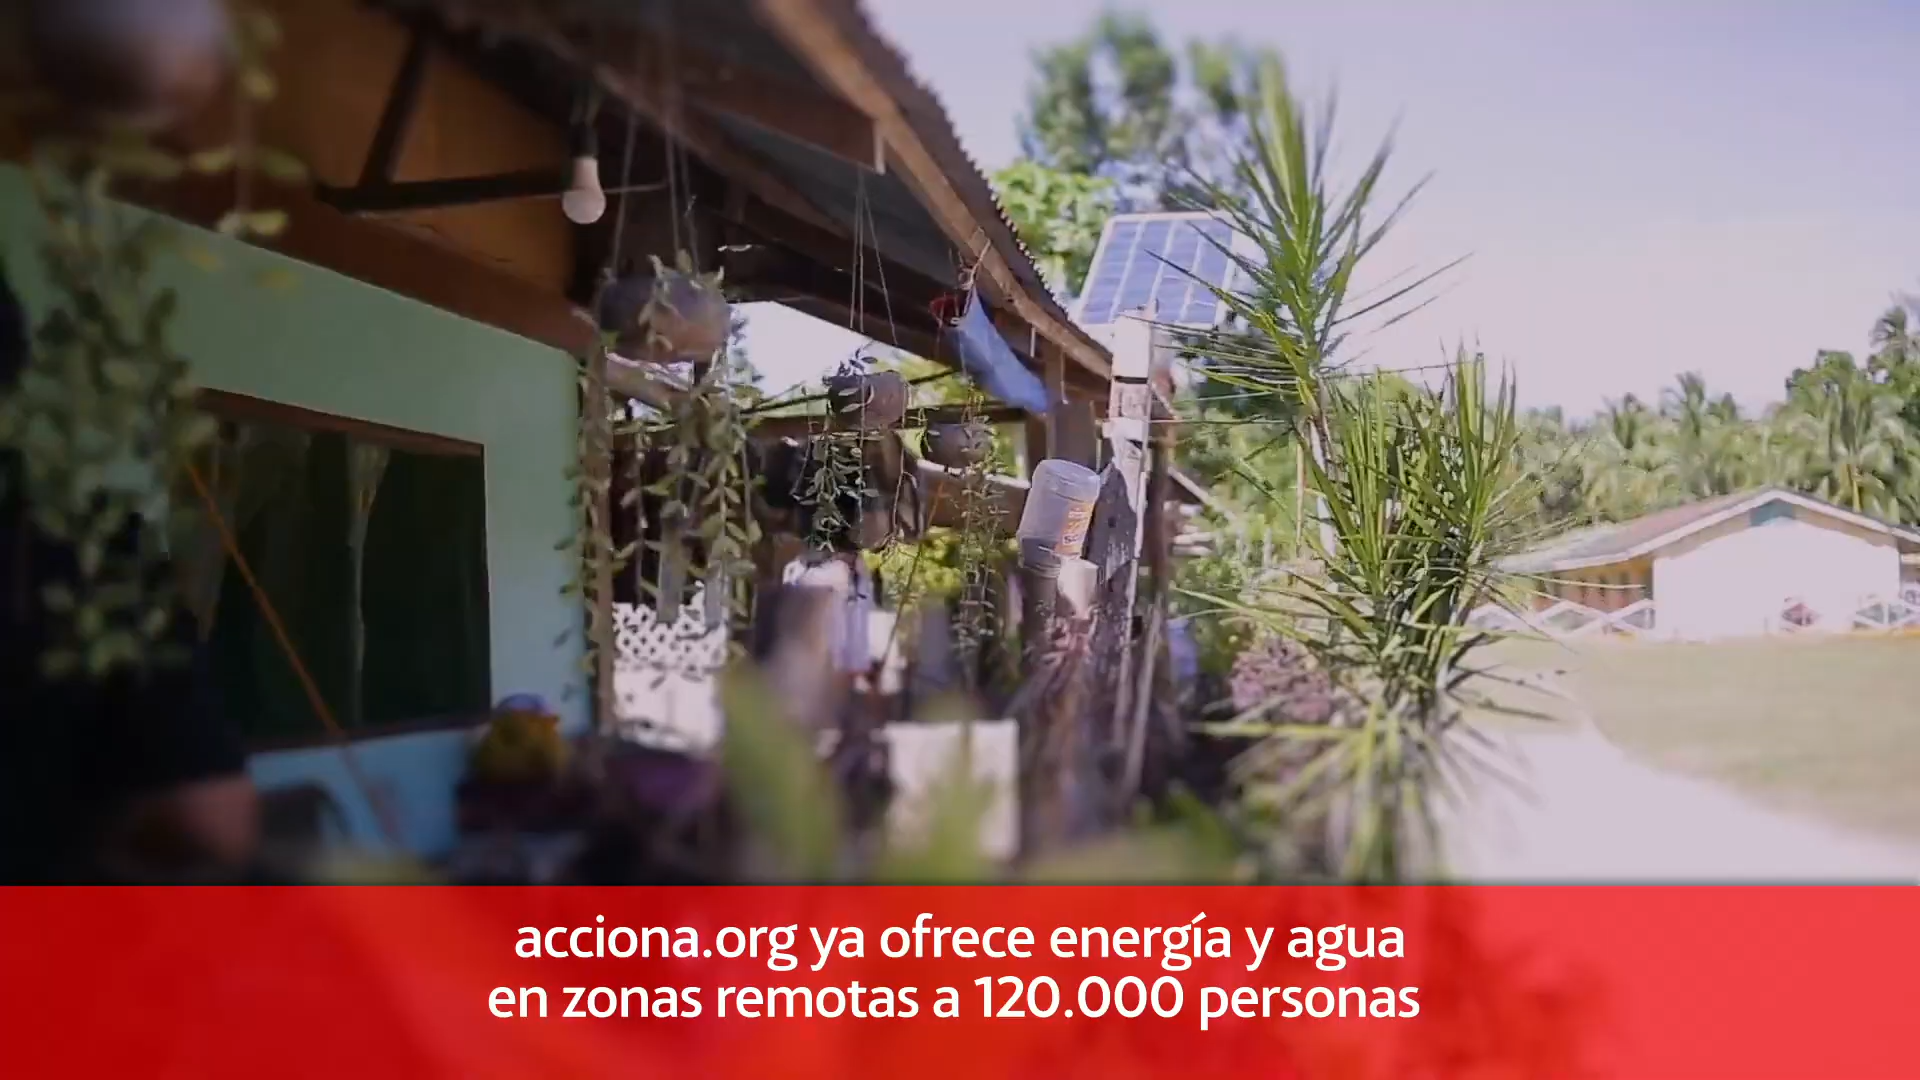 acciona.org ya ofrece energía y agua
en zonas remotas a 120.000 personas